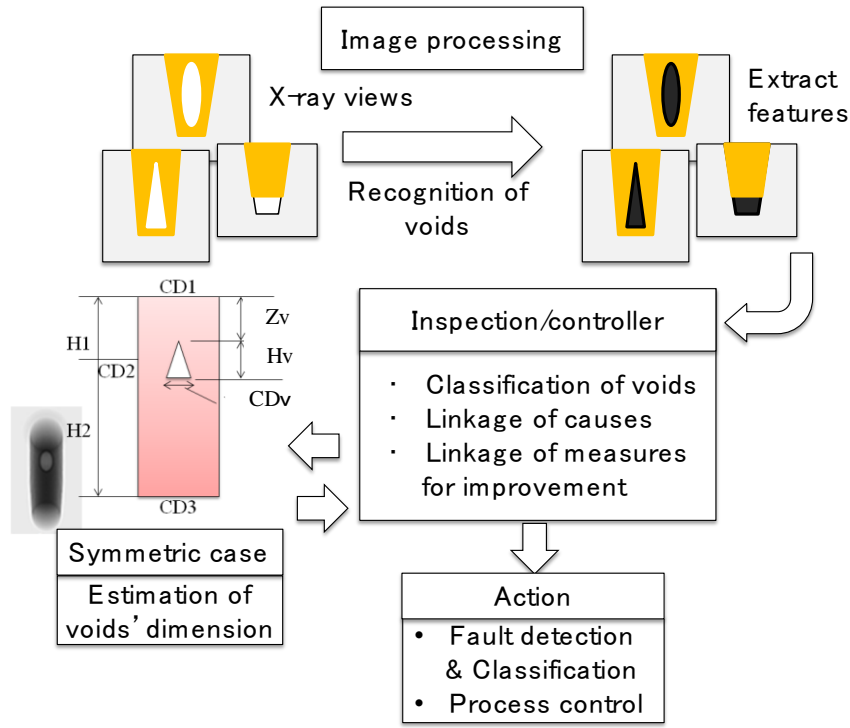 Image processing
X-ray views
Extract
features
Recognition of
voids
CD1
Zv
H1
Hv
CD2
CDv
H2
CD3
Inspection/controller
· Classification of voids
· Linkage of causes
· Linkage of measures
for improvement
Symmetric case
Estimation of
voids' dimension
Action
• Fault detection
& Classification
• Process control